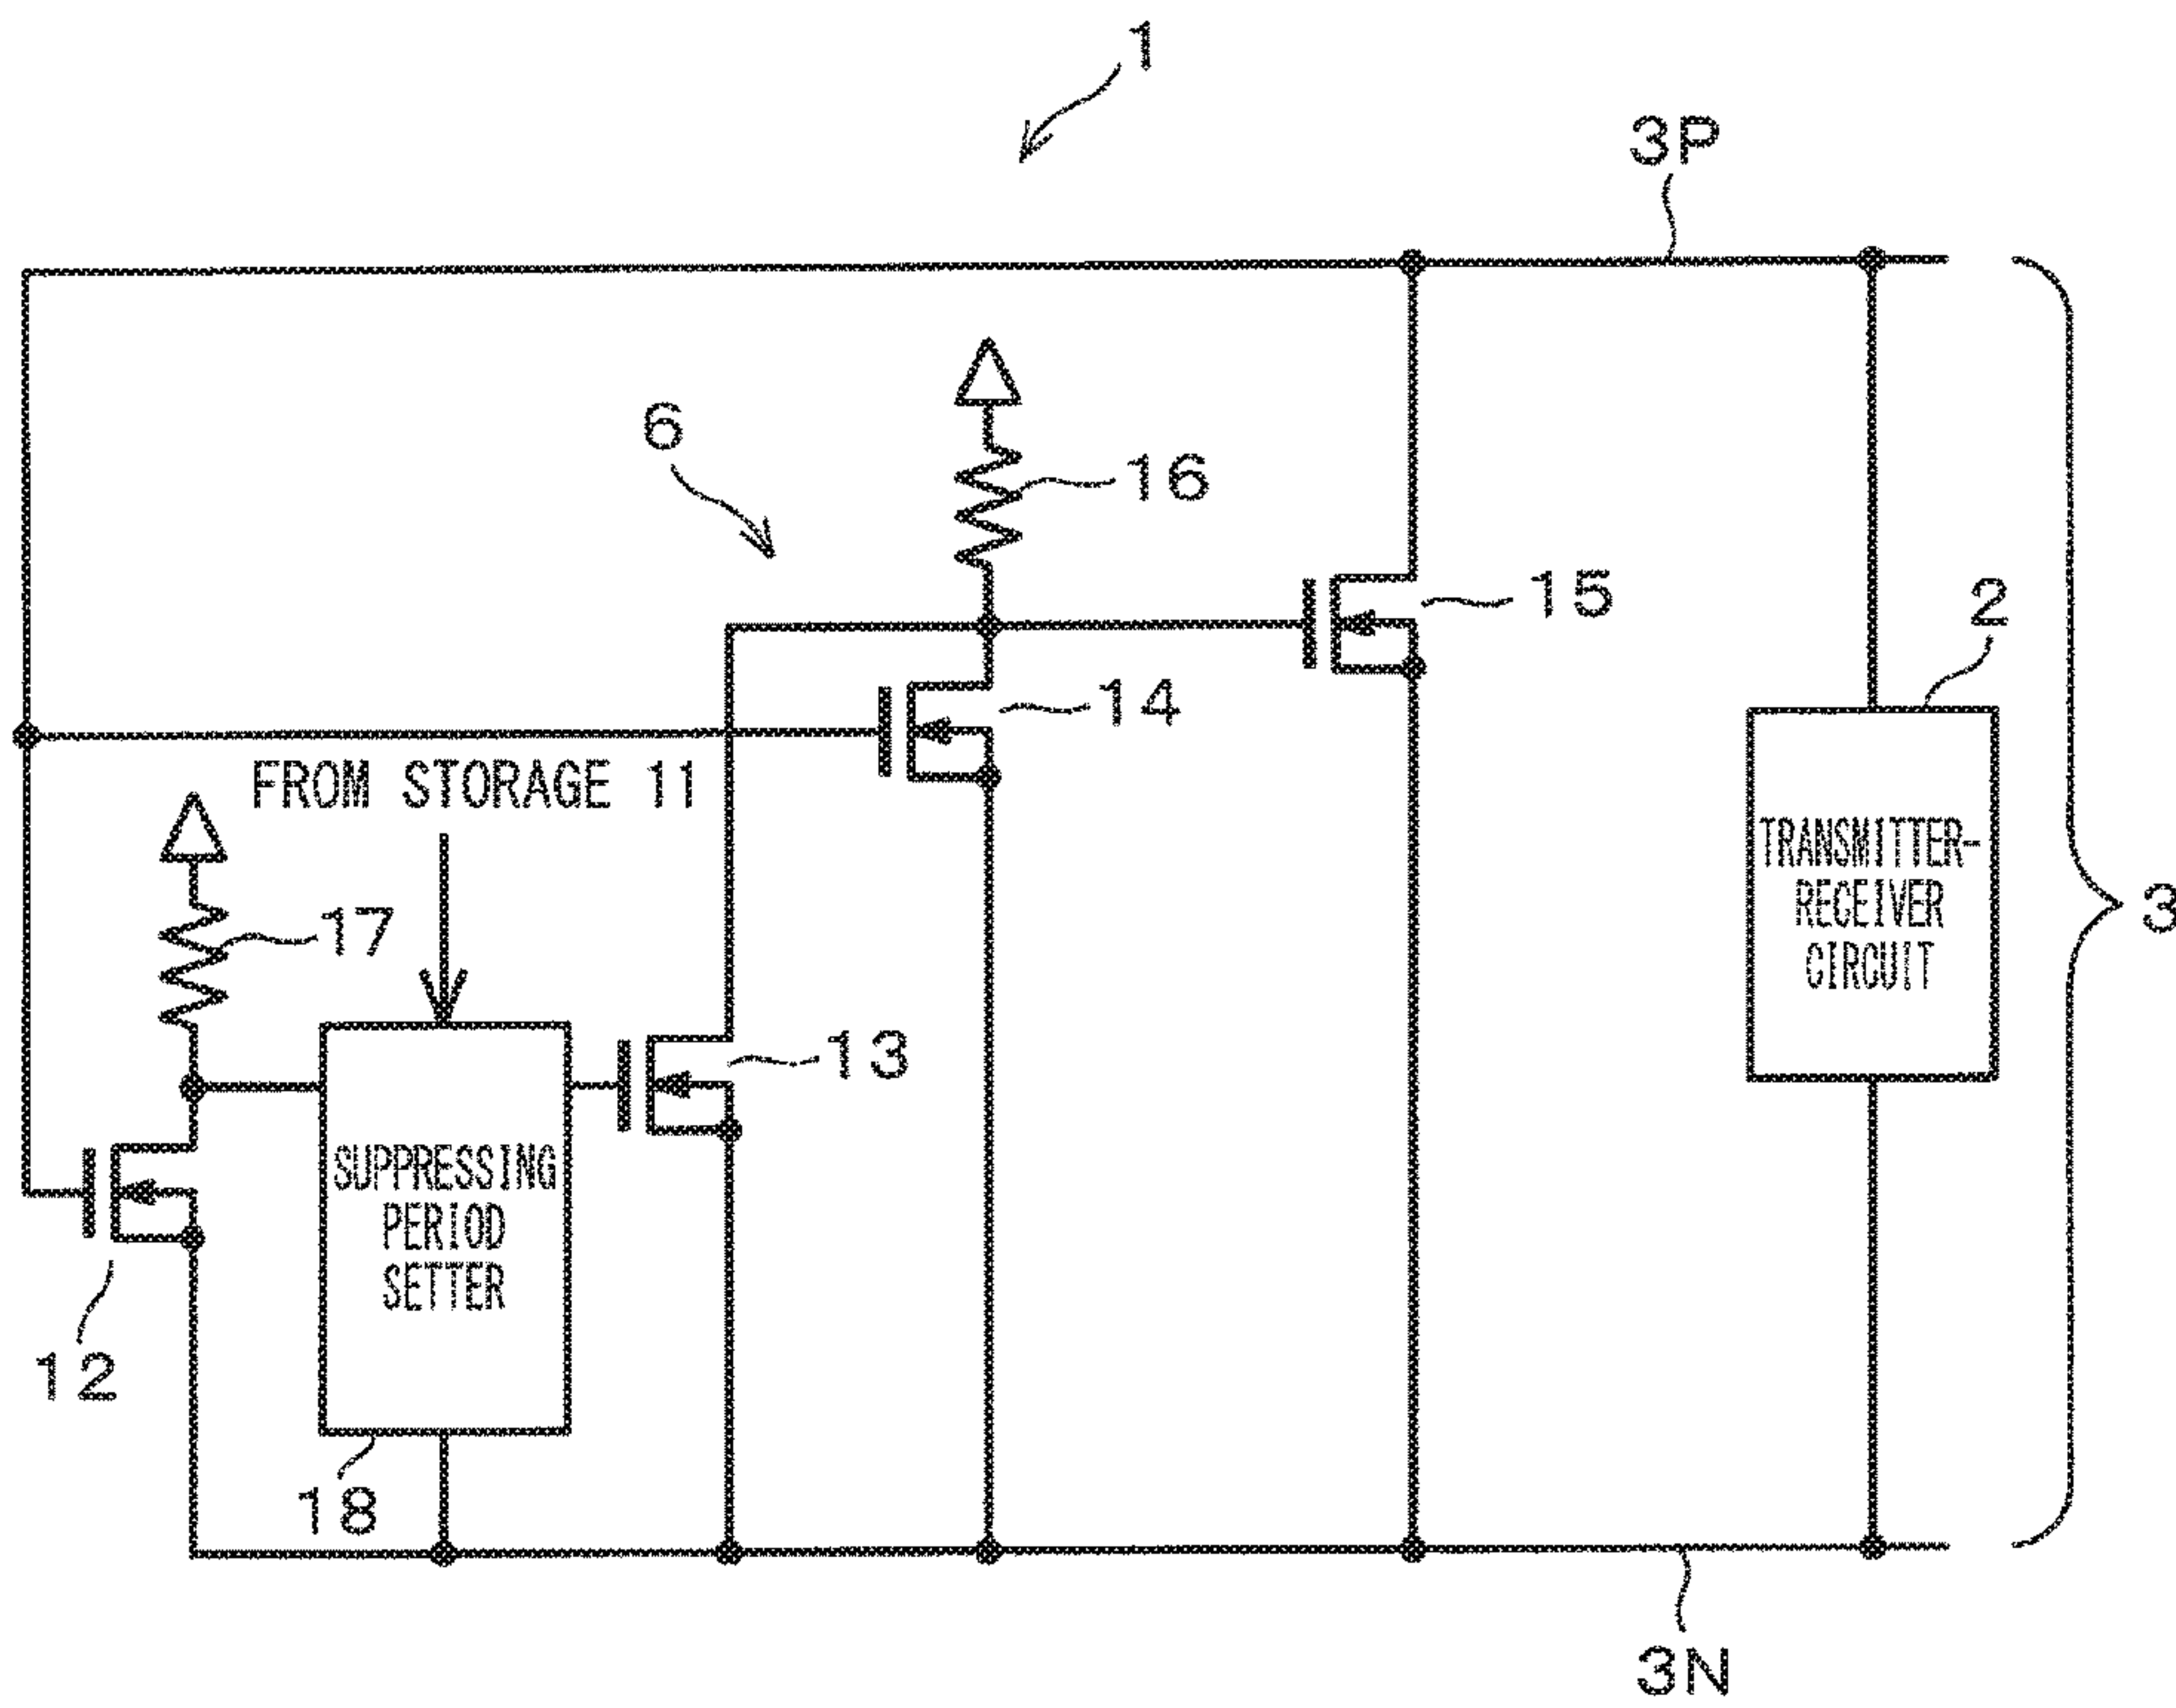 1
3P
6
16
15
2
14
FROM STORAGE 11
TRANSMITTER-
RECEIVER
CIRCUIT
3
17
13
SUPPRESSING
PERIOD
SETTER
12
18
3N